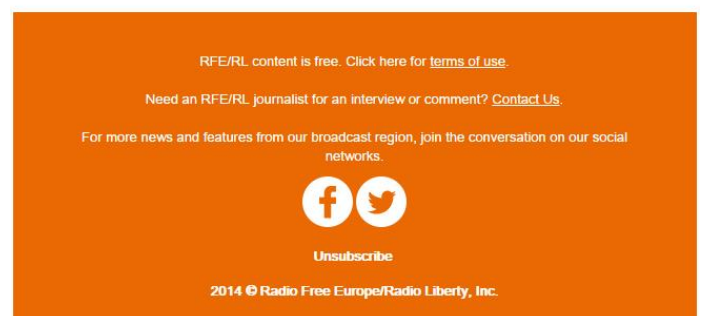 RFE/RL content is free. Click here for terms of use.
Need an RFE/RL journalist for an interview or comment? Contact Us.
For more news and features from our broadcast region, join the conversation on our social
networks.
Unsubscribe
2014 © Radio Free Europe/Radio Liberty, Inc.